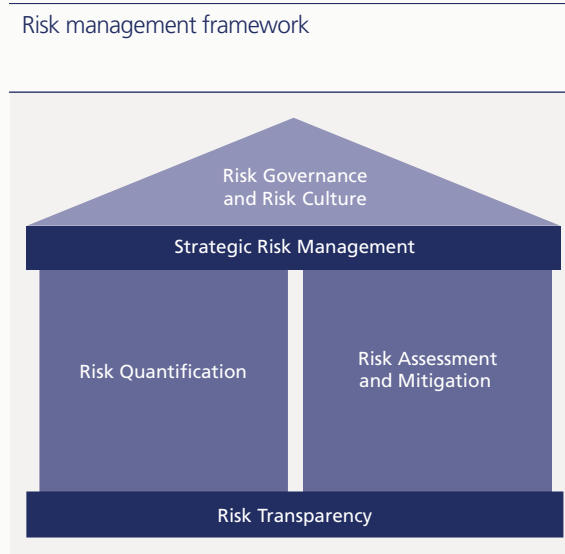 Risk management framework
Risk Governance
and Risk Culture
Strategic Risk Management
Risk Quantification
Risk Assessment
and Mitigation
Risk Transparency